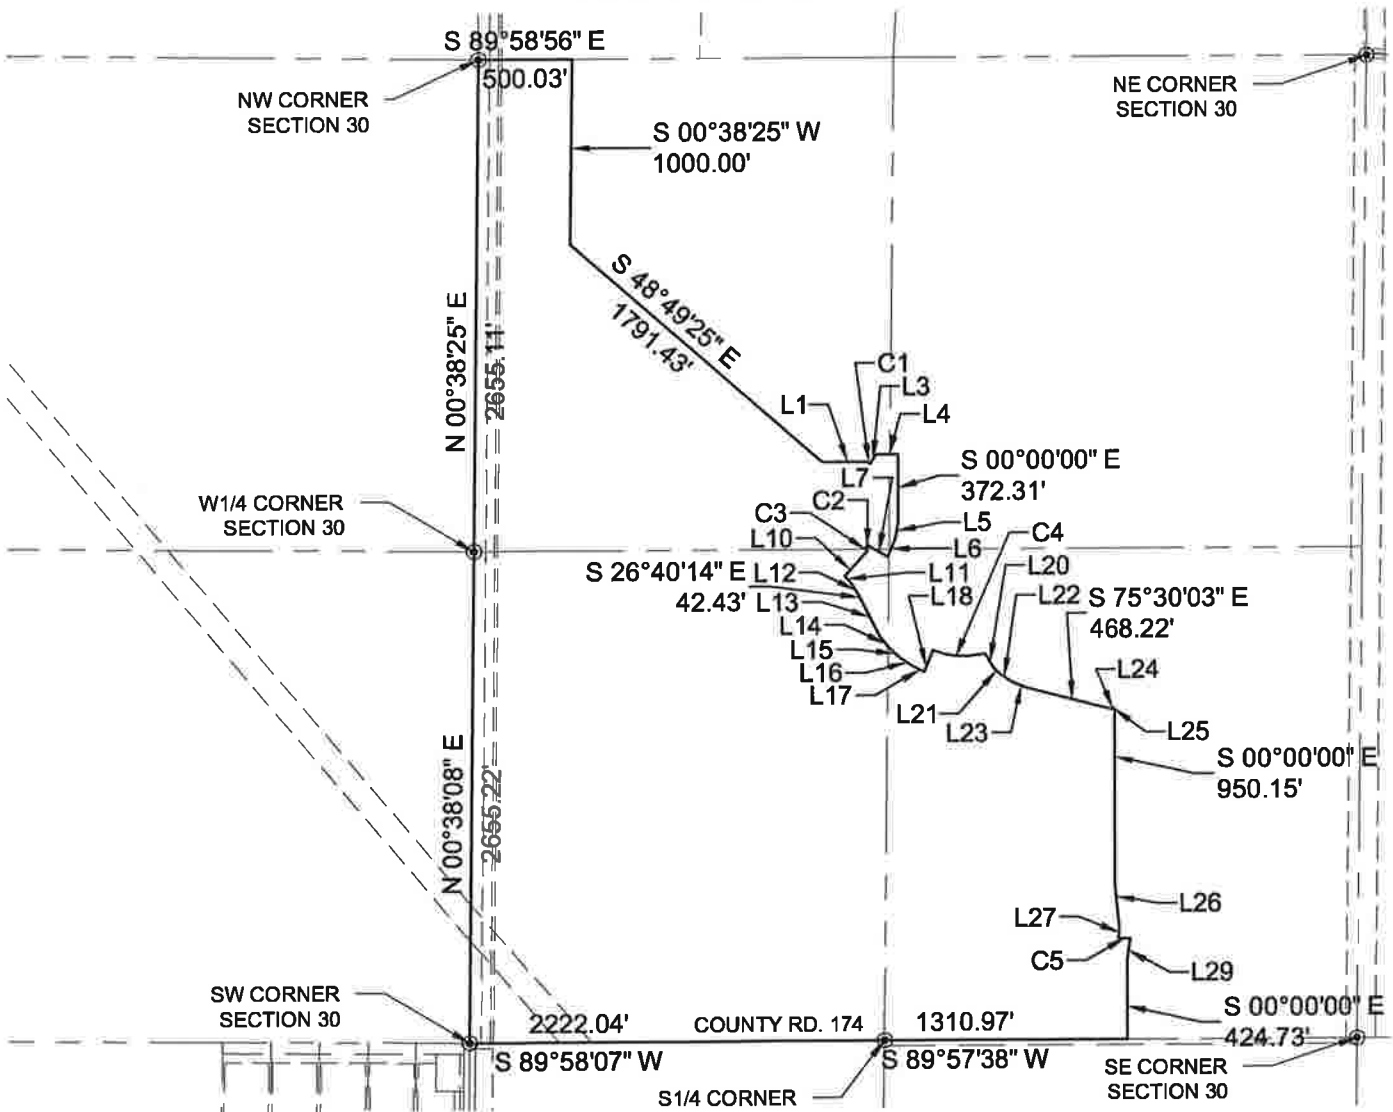 S 89°58'56" E
500.03'
NW CORNER
SECTION 30
NE CORNER
SECTION 30
S 00°38'25" W
1000.00'
S 48°49'25" E
1791.43'
N 00°38'25" E
2655.11'
C1
L3
L1
L4
L7
S 00°00'00" E
372.31'
C2
W1/4 CORNER
SECTION 30
C3
L5
C4
L10
L6
L20
S 26°40'14" E
42.43'
L12
L11
L18
L22
S 75°30'03" E
468.22'
L13
L14
L15
L16
L17
L24
L21
L23
L25
N 00°38'08" E
2655.22'
S 00°00'00" E
950.15'
L26
L27
C5
L29
SW CORNER
SECTION 30
2222.04'
COUNTY RD. 174
1310.97'
S 00°00'00" E
424.73'
S 89°58'07" W
S 89°57'38" W
S1/4 CORNER
SE CORNER
SECTION 30